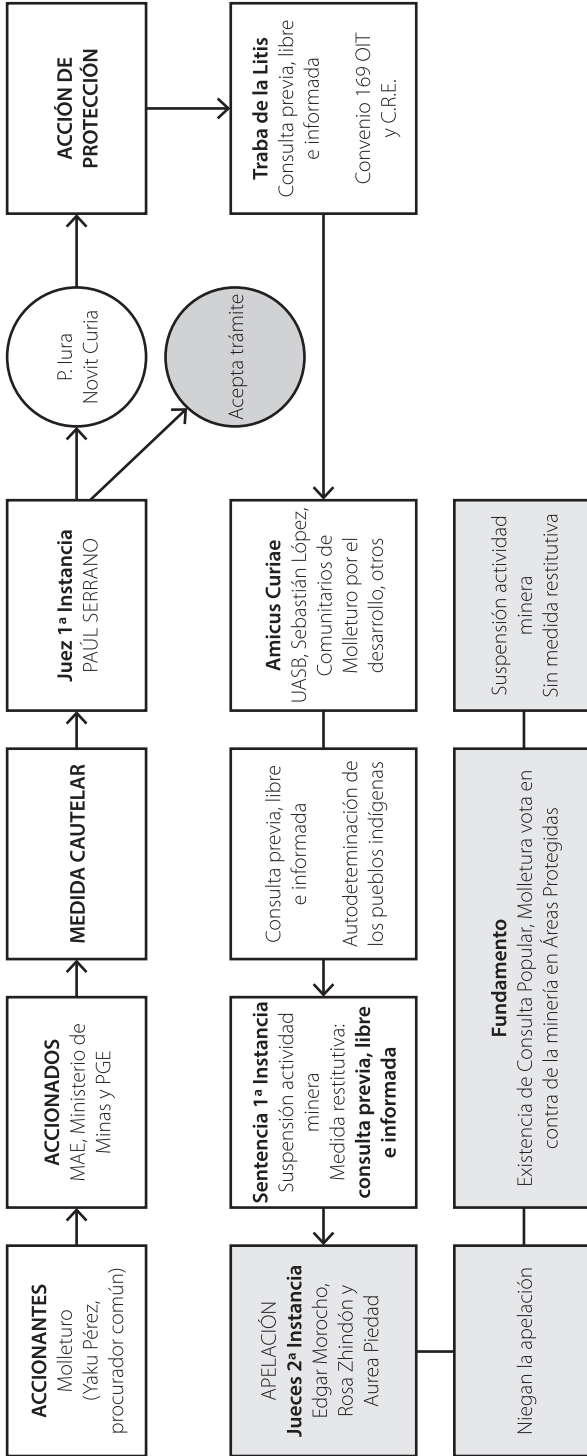 ACCIONANTES
Molleturo
(Yaku Pérez,
procurador común)
ACCIONADOS
MAE, Ministerio de
Minas y PGE
MEDIDA CAUTELAR
Juez 1ª Instancia
PAÚL SERRANO
P. Iura
Novit Curia
Acepta trámite
ACCIÓN DE
PROTECCIÓN
Traba de la Litis
Consulta previa, libre
e informada
Convenio 169 OIT
y C.R.E.
Amicus Curiae
UASB, Sebastián López,
Comunitarios de
Molleturo por el
desarrollo, otros
Consulta previa, libre
e informada
Autodeteminación de
los pueblos indígenas
Sentencia 1ª Instancia
Suspensión actividad
minera
Medida restitutiva:
consulta previa, libre
e informada
APELACIÓN
Jueces 2ª Instancia
Edgar Morocho,
Rosa Zhindón y
Aurea Piedad
Niegan la apelación
Fundamento
Existencia de Consulta Popular, Molletura vota en
contra de la minería en Áreas Protegidas
Suspensión actividad
minera
Sin medida restitutiva